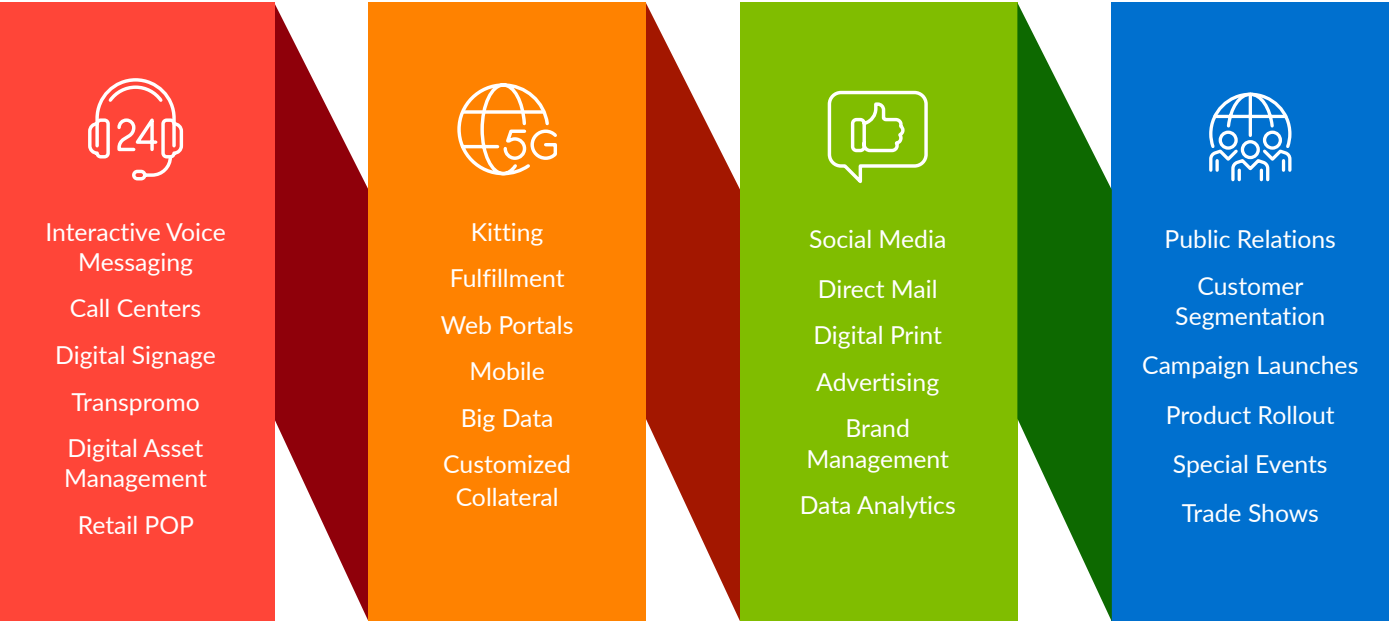 24
Interactive Voice
Messaging
Call Centers
Digital Signage
Transpromo
Digital Asset
Management
Retail POP
5G
Kitting
Fulfillment
Web Portals
Mobile
Big Data
Customized
Collateral
Social Media
Direct Mail
Digital Print
Advertising
Brand
Management
Data Analytics
Public Relations
Customer
Segmentation
Campaign Launches
Product Rollout
Special Events
Trade Shows